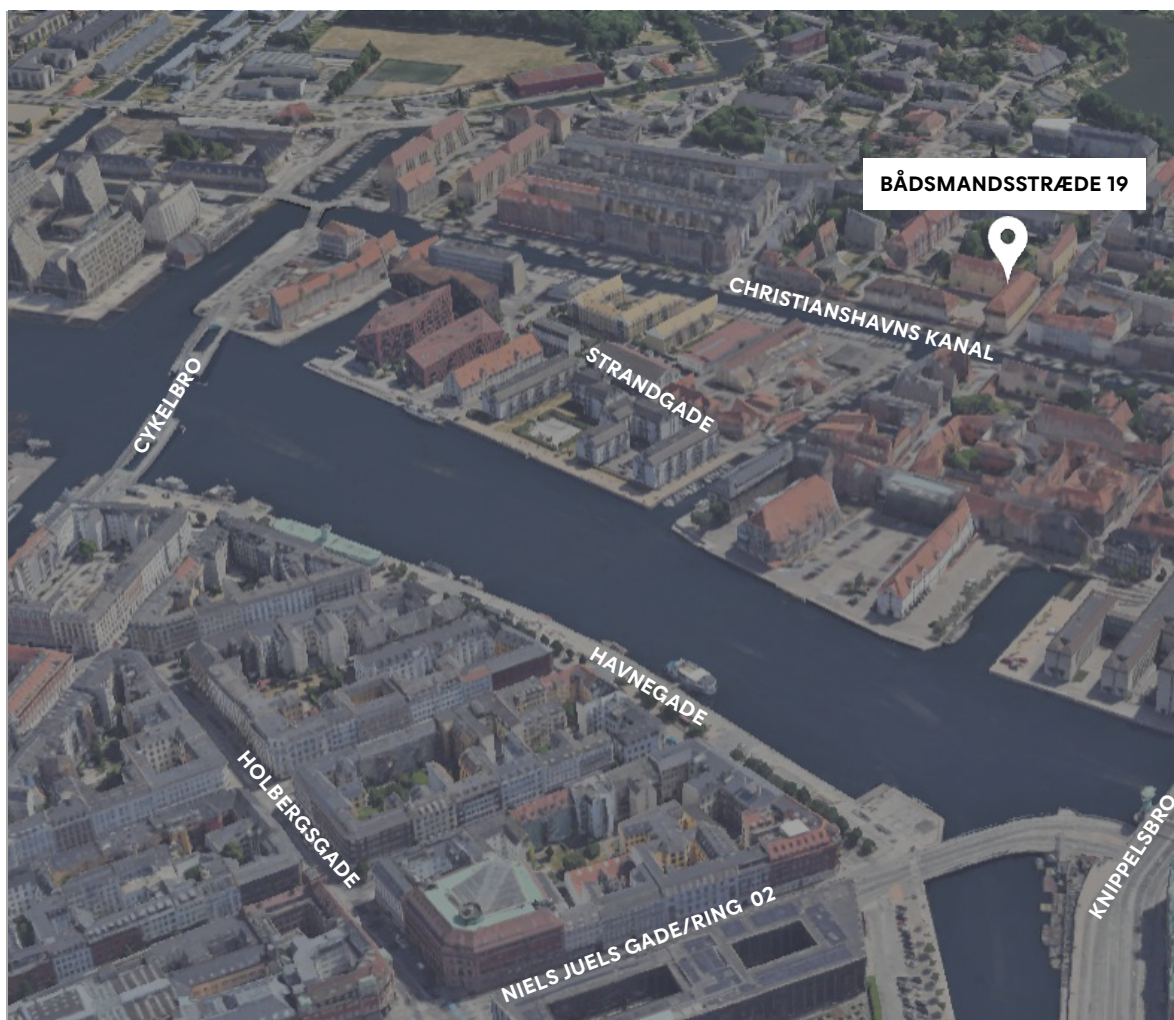 BÅDSMANDSSTRÆDE 19
CHRISTIANSHAVNS KANAL
STRANDGADE
CYKELBRO
HAVNEGADE
HOLBERGSGADE
KNIPPELSBRO
NIELS JUELS GADE/RING 02